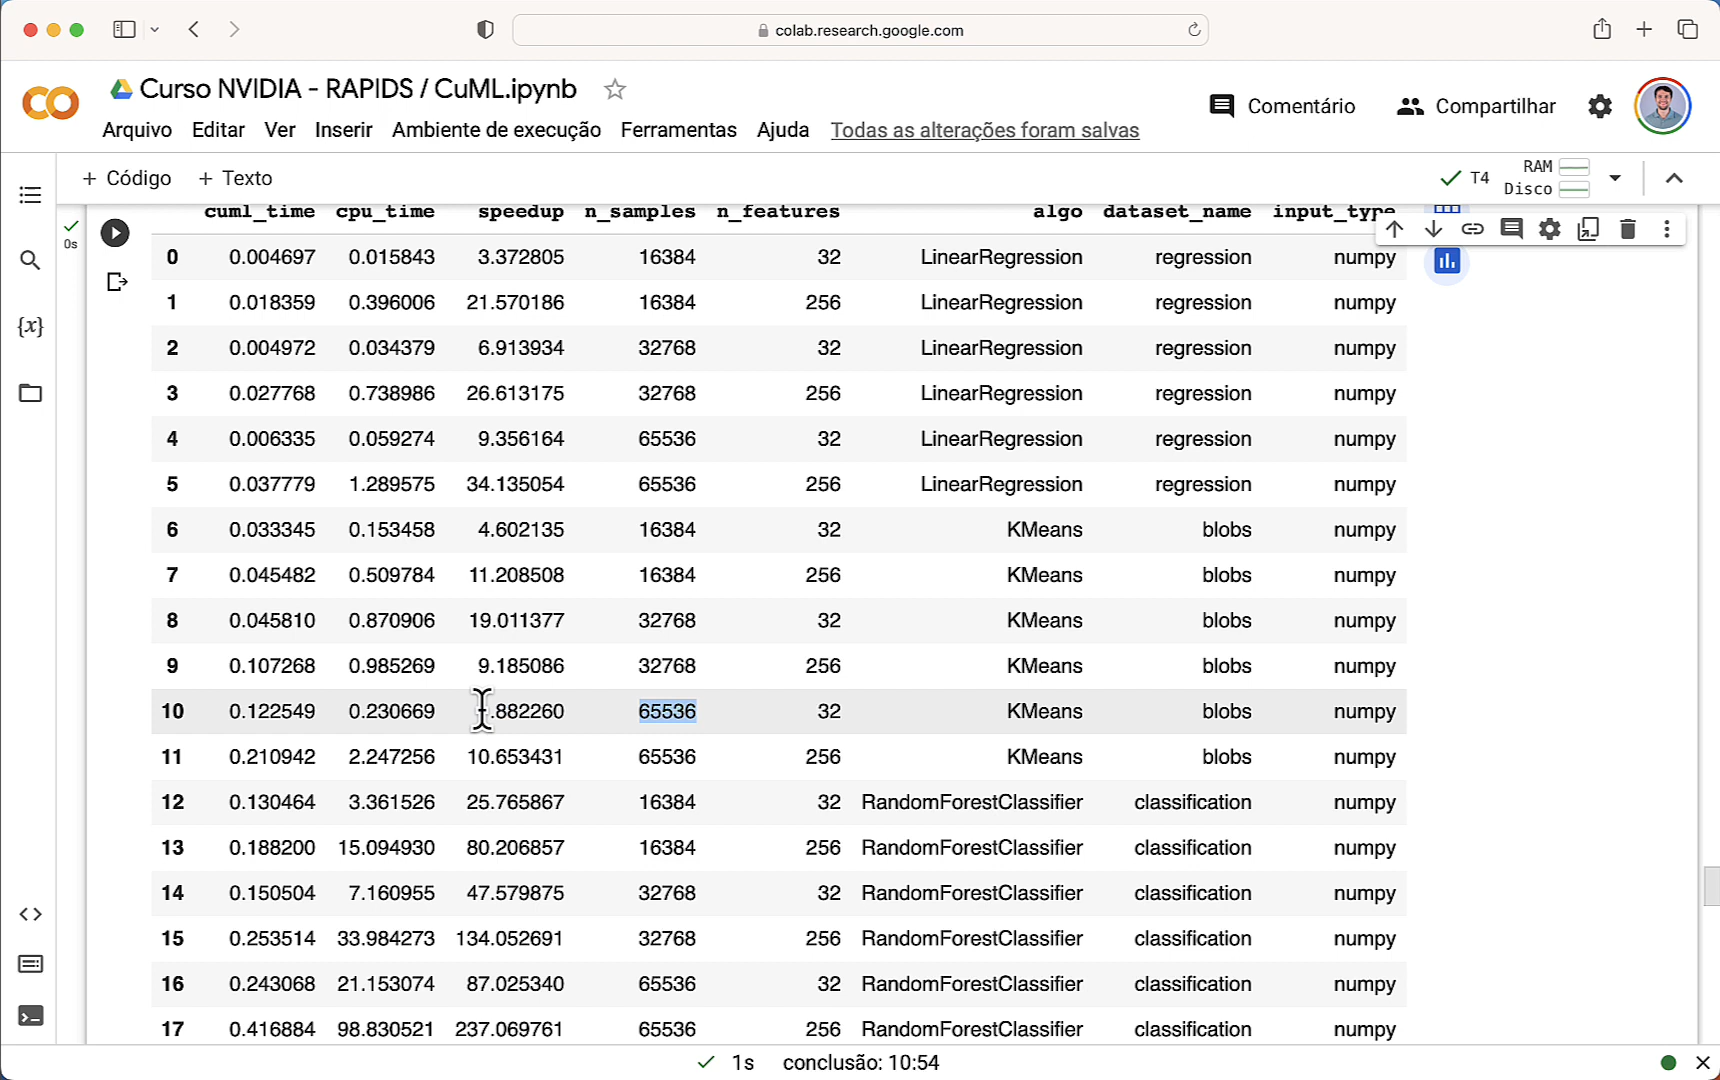 colab.research.google.com
Curso NVIDIA - RAPIDS / CuML.ipynb
Comentário
Compartilhar
Arquivo Editar Ver Inserir Ambiente de execução Ferramentas Ajuda Todas as alterações foram salvas
+ Código + Texto
T4
RAM
Disco
0s
{x}
cuml_time cpu_time speedup n_samples n_features algo dataset_name input_type
0 0.004697 0.015843 3.372805 16384 32 LinearRegression regression numpy
1 0.018359 0.396006 21.570186 16384 256 LinearRegression regression numpy
2 0.004972 0.034379 6.913934 32768 32 LinearRegression regression numpy
3 0.027768 0.738986 26.613175 32768 256 LinearRegression regression numpy
4 0.006335 0.059274 9.356164 65536 32 LinearRegression regression numpy
5 0.037779 1.289575 34.135054 65536 256 LinearRegression regression numpy
6 0.033345 0.153458 4.602135 16384 32 KMeans blobs numpy
7 0.045482 0.509784 11.208508 16384 256 KMeans blobs numpy
8 0.045810 0.870906 19.011377 32768 32 KMeans blobs numpy
9 0.107268 0.985269 9.185086 32768 256 KMeans blobs numpy
10 0.122549 0.230669 .882260 65536 32 KMeans blobs numpy
11 0.210942 2.247256 10.653431 65536 256 KMeans blobs numpy
12 0.130464 3.361526 25.765867 16384 32 RandomForestClassifier classification numpy
13 0.188200 15.094930 80.206857 16384 256 RandomForestClassifier classification numpy
14 0.150504 7.160955 47.579875 32768 32 RandomForestClassifier classification numpy
15 0.253514 33.984273 134.052691 32768 256 RandomForestClassifier classification numpy
16 0.243068 21.153074 87.025340 65536 32 RandomForestClassifier classification numpy
17 0.416884 98.830521 237.069761 65536 256 RandomForestClassifier classification numpy
1s conclusão: 10:54